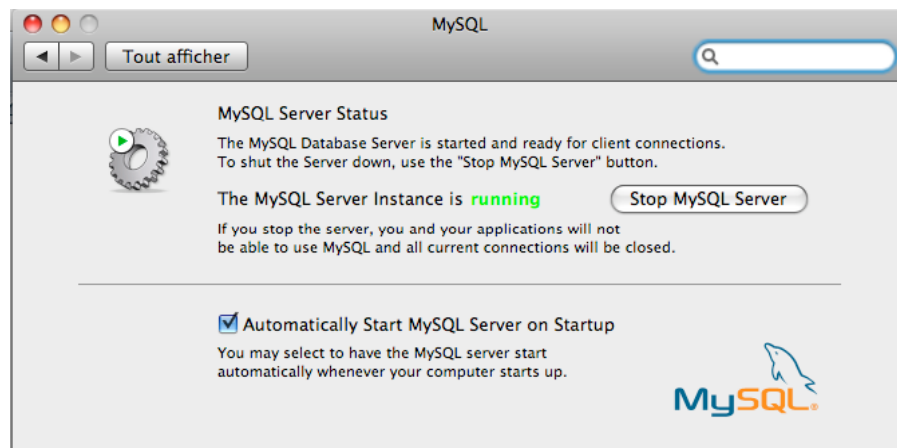 MySQL
Tout afficher
MySQL Server Status
The MySQL Database Server is started and ready for client connections.
To shut the Server down, use the "Stop MySQL Server" button.
The MySQL Server Instance is running
Stop MySQL Server
If you stop the server, you and your applications will not
be able to use MySQL and all current connections will be closed.
Automatically Start MySQL Server on Startup
You may select to have the MySQL server start
automatically whenever your computer starts up.
MySQL®